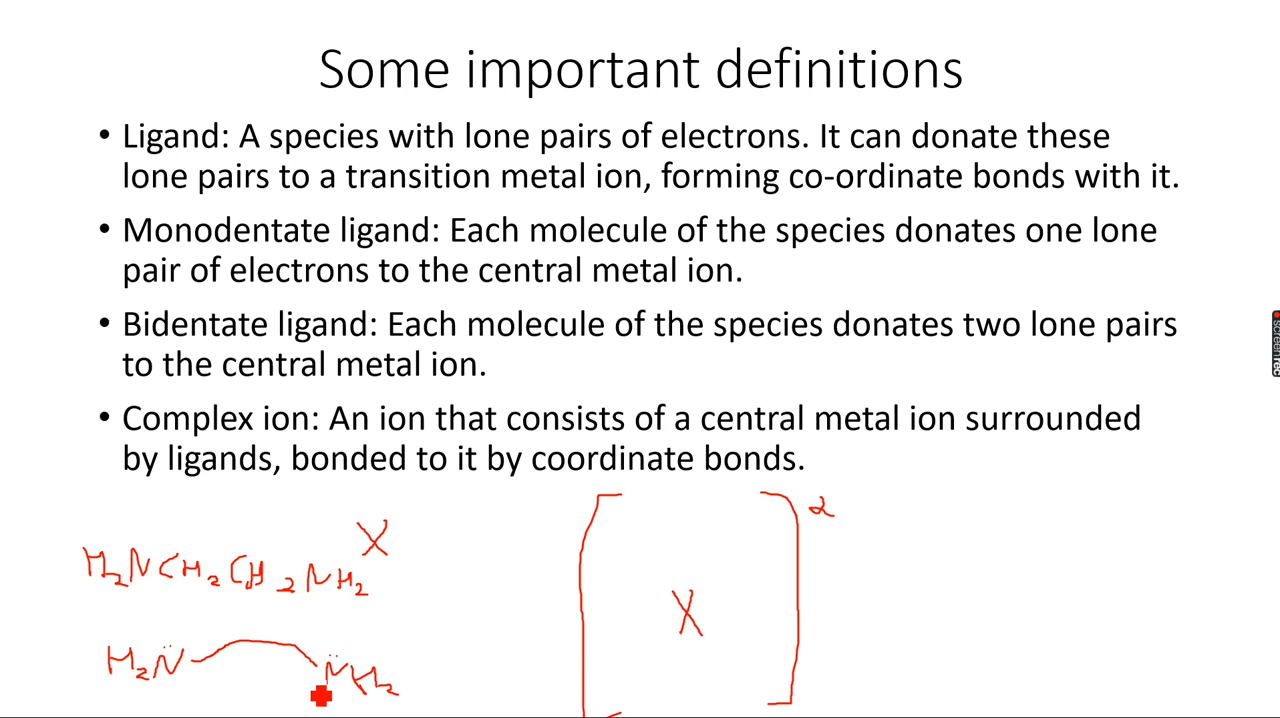 Some important definitions
• Ligand: A species with lone pairs of electrons. It can donate these
lone pairs to a transition metal ion, forming co-ordinate bonds with it.
• Monodentate ligand: Each molecule of the species donates one lone
pair of electrons to the central metal ion.
• Bidentate ligand: Each molecule of the species donates two lone pairs
to the central metal ion.
• Complex ion: An ion that consists of a central metal ion surrounded
by ligands, bonded to it by coordinate bonds.
X
H₂NCH₂CH₂NH₂
H₂N̈ N̈H₂
[X]²
screenrec